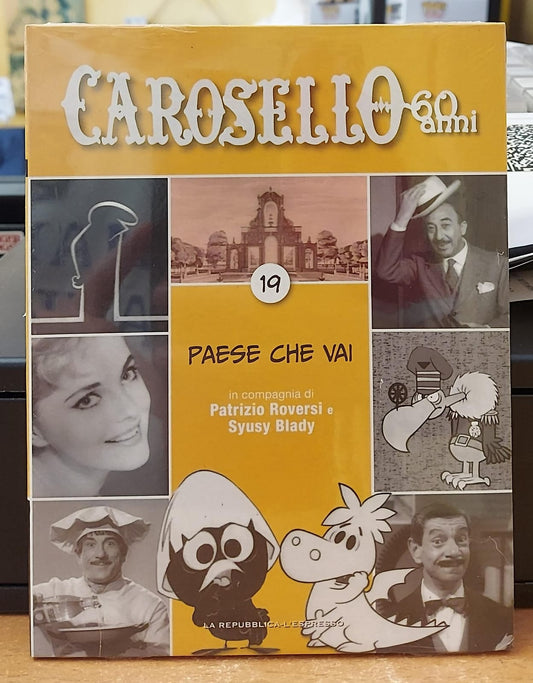 CAROSELLO 60
anni
19
PAESE CHE VAI
in compagnia di
Patrizio Roversi e
Syusy Blady
LA REPUBBLICA-L'ESPRESSO